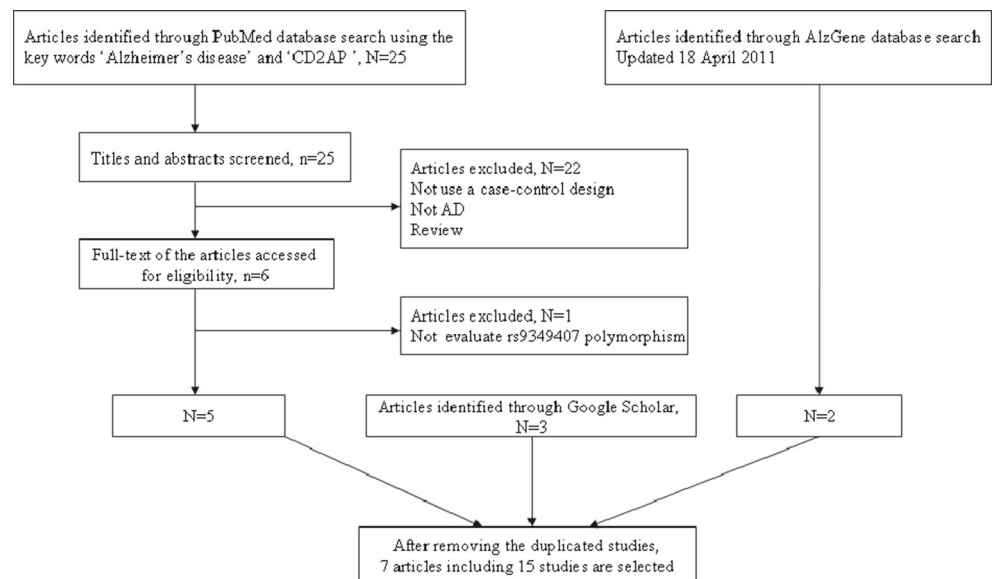 Articles identified through PubMed database search using the
key words ‘Alzheimer’s disease’ and ‘CD2AP ’, N=25
Articles identified through AlzGene database search
Updated 18 April 2011
Titles and abstracts screened, n=25
Articles excluded, N=22
Not use a case-control design
Not AD
Review
Full-text of the articles accessed
for eligibility, n=6
Articles excluded, N=1
Not evaluate rs9349407 polymorphism
N=5
Articles identified through Google Scholar,
N=3
N=2
After removing the duplicated studies,
7 articles including 15 studies are selected